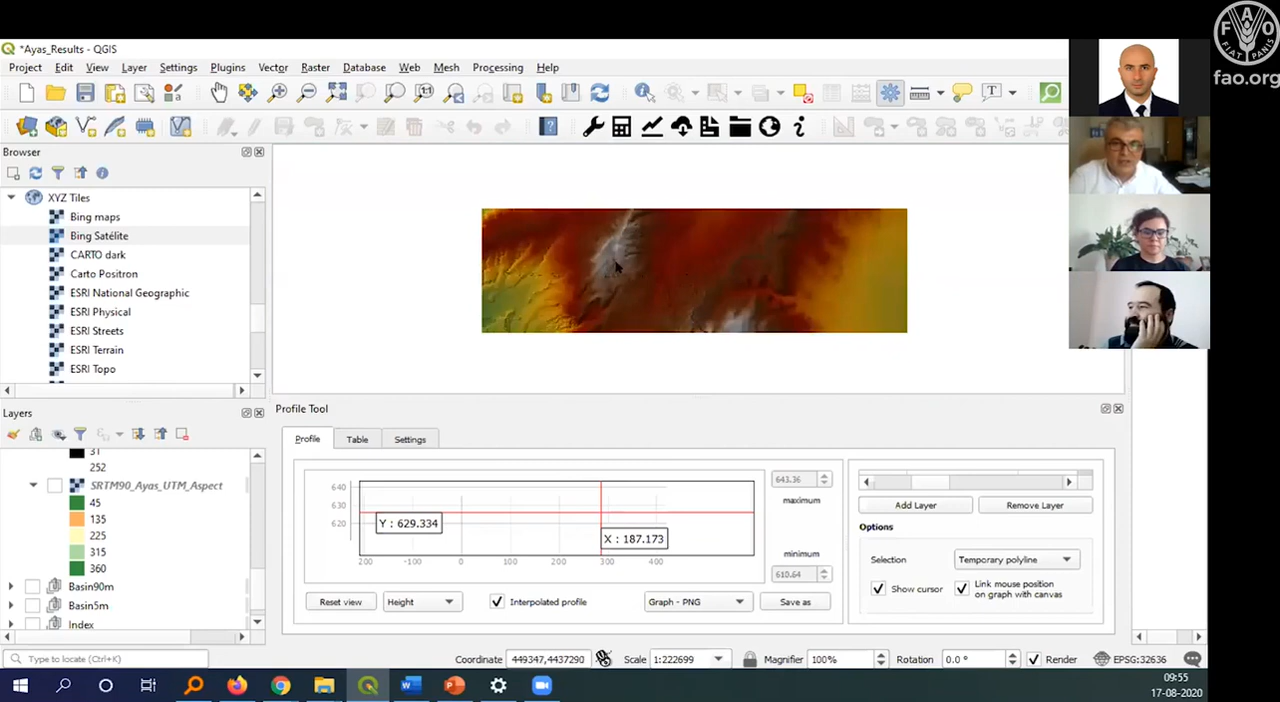 *Ayas_Results - QGIS
Project Edit View Layer Settings Plugins Vector Raster Database Web Mesh Processing Help
FAO
FIAT PANIS
fao.org
Browser
XYZ Tiles
Bing maps
Bing Satélite
CARTO dark
Carto Positron
ESRI National Geographic
ESRI Physical
ESRI Streets
ESRI Terrain
ESRI Topo
Layers
31
252
SRTM90_Ayas_UTM_Aspect
45
135
225
315
360
Basin90m
Basin5m
Index
Profile Tool
Profile Table Settings
640
630
620
Y : 629.334
X : 187.173
200 -100 0 100 200 300 400
643.36
maximum
minimum
610.64
Reset view Height Interpolated profile Graph - PNG Save as
Add Layer Remove Layer
Options
Selection Temporary polyline
Show cursor Link mouse position on graph with canvas
Type to locate (Ctrl+K) Coordinate 449347,4437290 Scale 1:222699 Magnifier 100% Rotation 0.0 ° Render EPSG:32636
09:55
17-08-2020